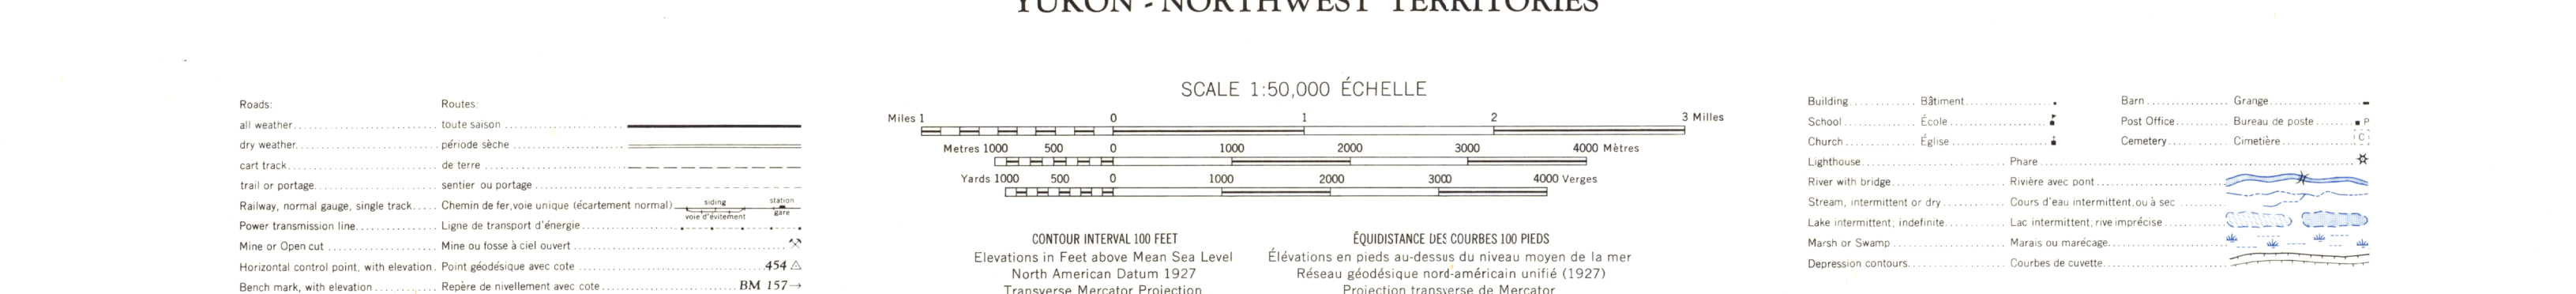 YUKON - NORTHWEST TERRITORIES
Roads: Routes:
all weather toute saison
dry weather période sèche
cart track de terre
trail or portage sentier ou portage
Railway, normal gauge, single track Chemin de fer, voie unique (écartement normal) siding station
voie d'évitement gare
Power transmission line Ligne de transport d'énergie
Mine or Open cut Mine ou fosse à ciel ouvert
Horizontal control point, with elevation Point géodésique avec cote 454
Bench mark, with elevation Repère de nivellement avec cote BM 157
SCALE 1:50,000 ÉCHELLE
Miles 1 0 1 2 3 Milles
Metres 1000 500 0 1000 2000 3000 4000 Mètres
Yards 1000 500 0 1000 2000 3000 4000 Verges
CONTOUR INTERVAL 100 FEET
Elevations in Feet above Mean Sea Level
North American Datum 1927
Transverse Mercator Projection
ÉQUIDISTANCE DES COURBES 100 PIEDS
Élévations en pieds au-dessus du niveau moyen de la mer
Réseau géodésique nord-américain unifié (1927)
Projection transverse de Mercator
Building Bâtiment Barn Grange
School École Post Office Bureau de poste P
Church Église Cemetery Cimetière C
Lighthouse Phare
River with bridge Rivière avec pont
Stream, intermittent or dry Cours d'eau intermittent, ou à sec
Lake intermittent; indefinite Lac intermittent; rive imprécise
Marsh or Swamp Marais ou marécage
Depression contours Courbes de cuvette